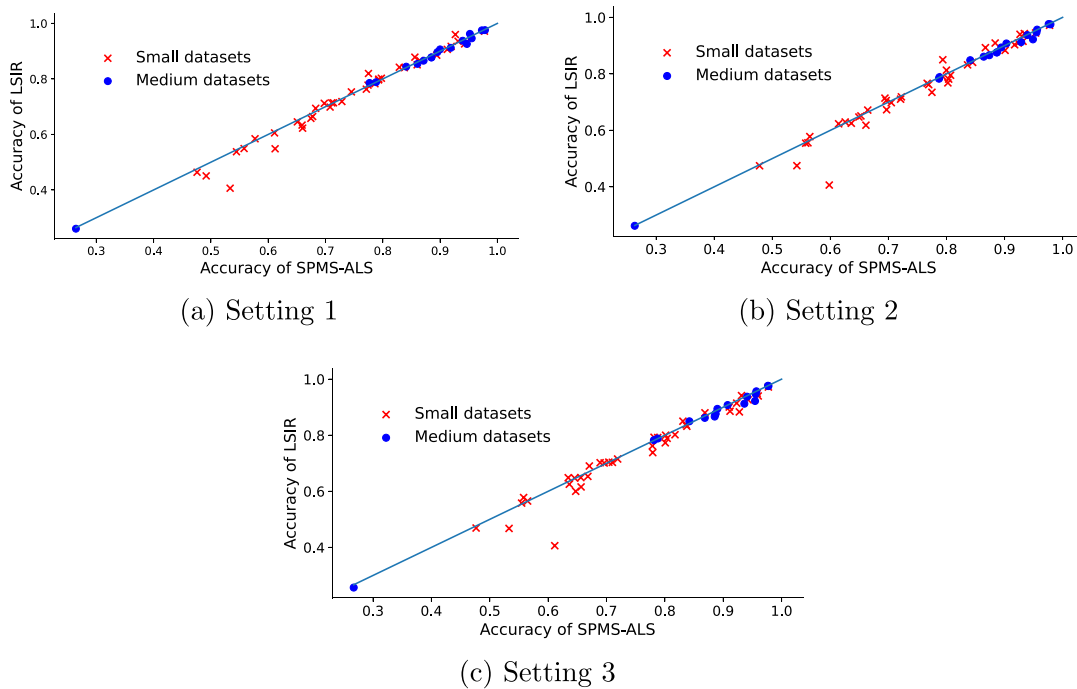 1.0
0.8
0.6
0.4
Accuracy of LSIR
Small datasets
Medium datasets
0.3 0.4 0.5 0.6 0.7 0.8 0.9 1.0
Accuracy of SPMS-ALS
(a) Setting 1
1.0
0.8
0.6
0.4
Accuracy of LSIR
Small datasets
Medium datasets
0.3 0.4 0.5 0.6 0.7 0.8 0.9 1.0
Accuracy of SPMS-ALS
(b) Setting 2
1.0
0.8
0.6
0.4
Accuracy of LSIR
Small datasets
Medium datasets
0.3 0.4 0.5 0.6 0.7 0.8 0.9 1.0
Accuracy of SPMS-ALS
(c) Setting 3